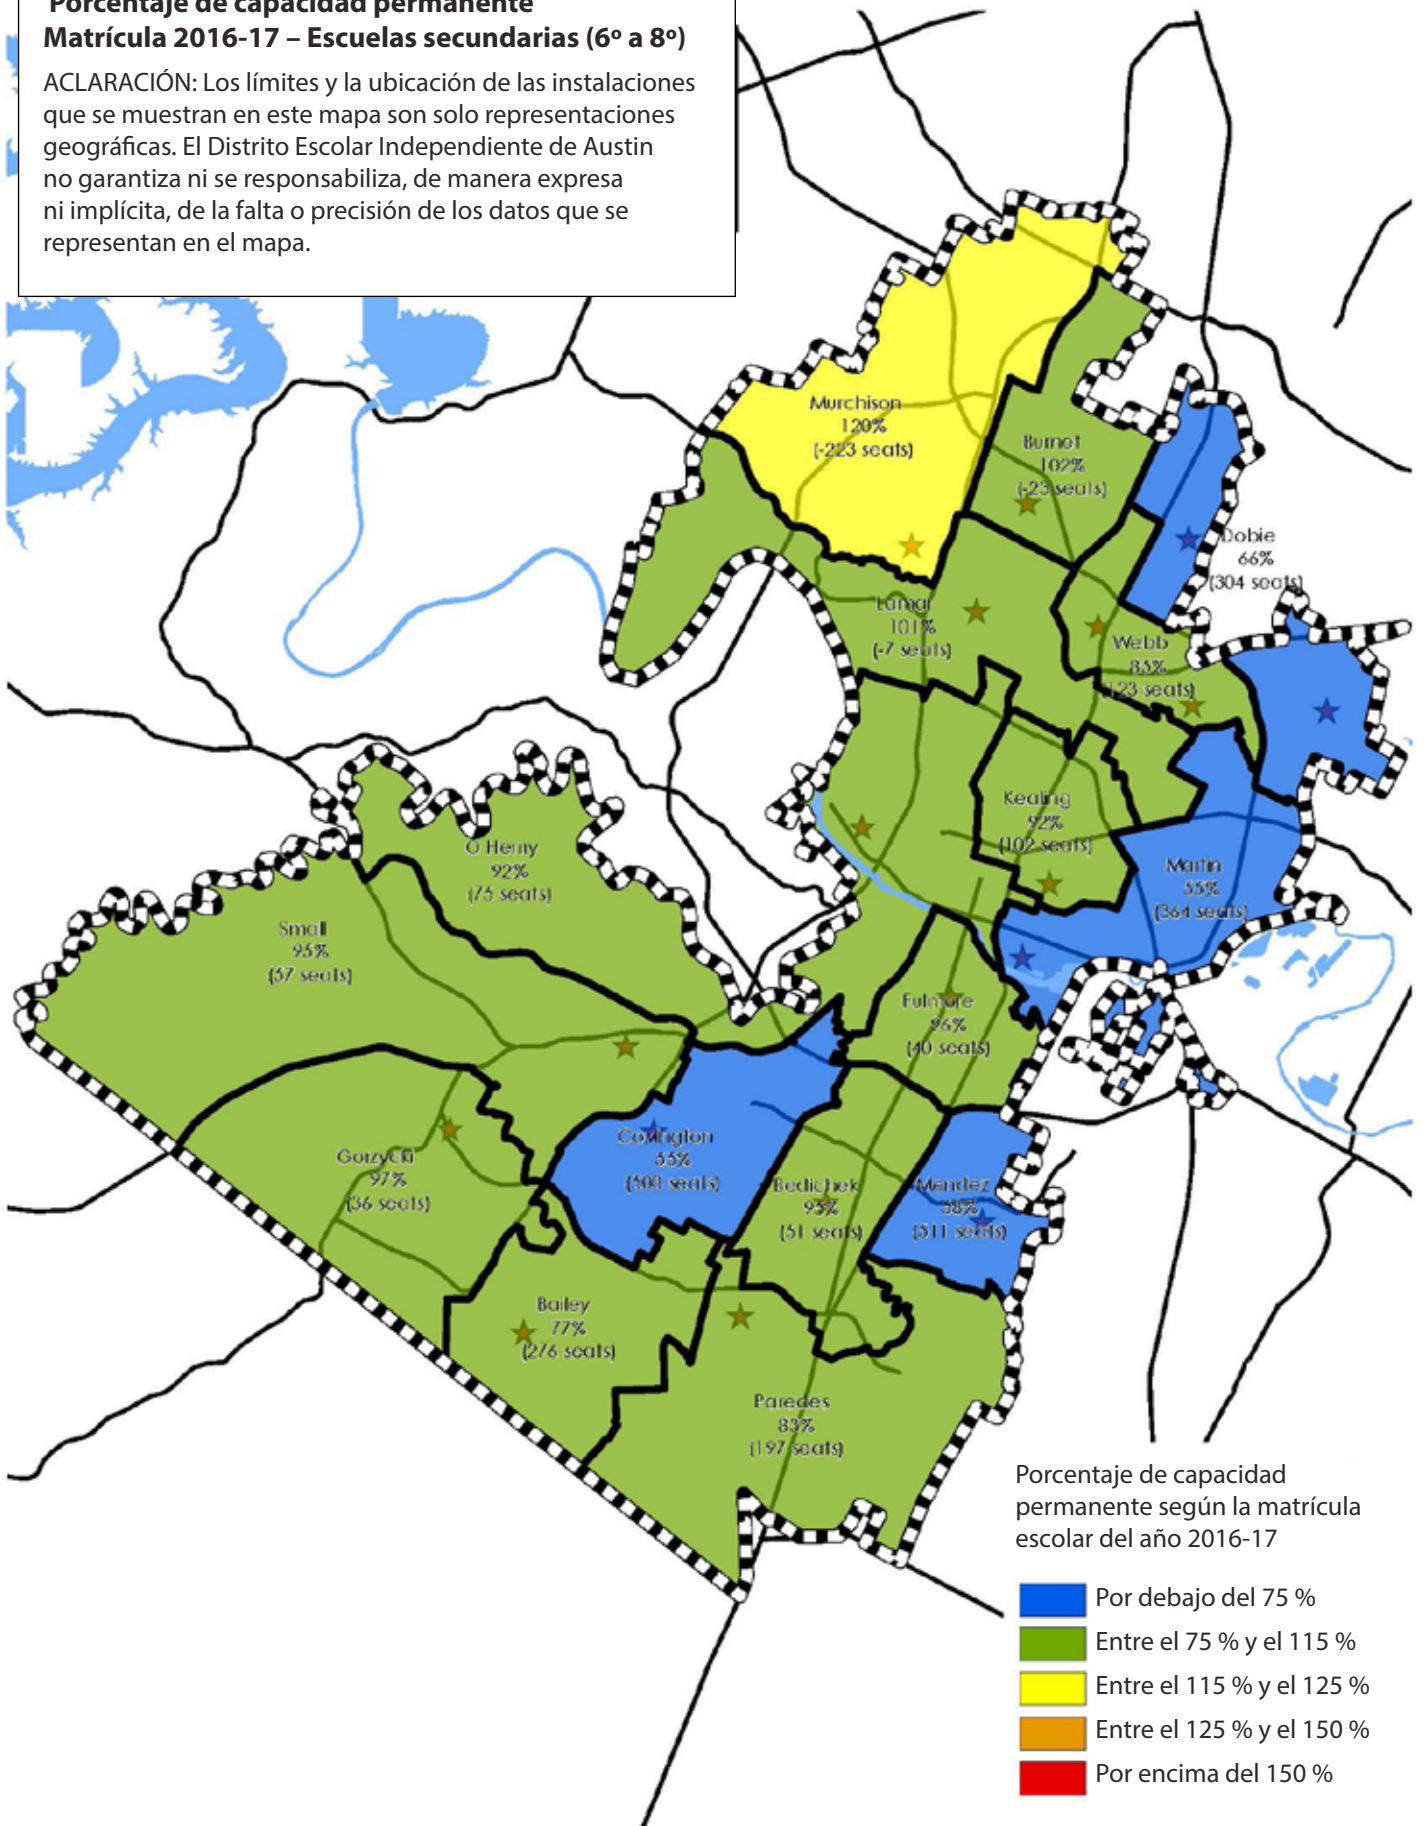 Porcentaje de capacidad permanente
Matrícula 2016-17 – Escuelas secundarias (6º a 8º)
ACLARACIÓN: Los límites y la ubicación de las instalaciones
que se muestran en este mapa son solo representaciones
geográficas. El Distrito Escolar Independiente de Austin
no garantiza ni se responsabiliza, de manera expresa
ni implícita, de la falta o precisión de los datos que se
representan en el mapa.
Murchison
120%
(-223 seats)
Burnet
102%
(-23 seats)
Dobie
66%
(304 seats)
Lamar
101%
(-7 seats)
Webb
(123 seats)
Kealing
92%
(102 seats)
Martin
55%
(364 seats)
O Henry
92%
(75 seats)
Small
95%
(57 seats)
Fulmore
96%
(40 seats)
Covington
55%
(500 seats)
Gorzycki
97%
(36 seats)
Bedichek
95%
(51 seats)
Mendez
58%
(511 seats)
Bailey
77%
(276 seats)
Paredes
83%
(197 seats)
Porcentaje de capacidad
permanente según la matrícula
escolar del año 2016-17
Por debajo del 75 %
Entre el 75 % y el 115 %
Entre el 115 % y el 125 %
Entre el 125 % y el 150 %
Por encima del 150 %